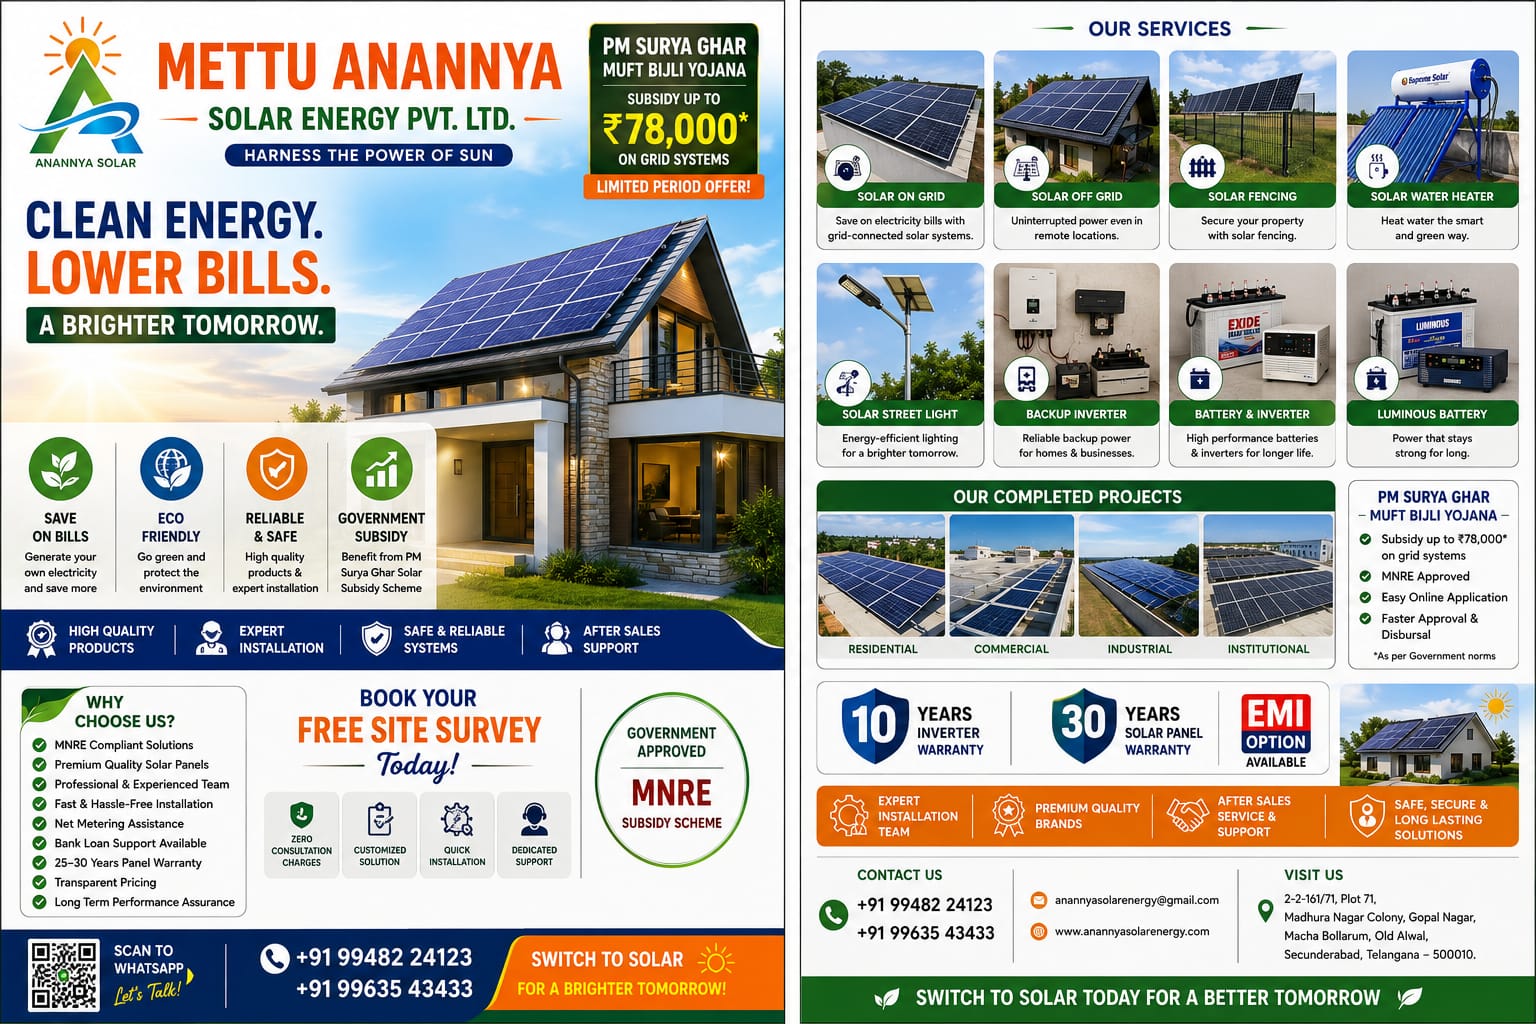 ANANNYA SOLAR
METTU ANANNYA
SOLAR ENERGY PVT. LTD.
HARNESS THE POWER OF SUN
PM SURYA GHAR
MUFT BIJLI YOJANA
SUBSIDY UP TO
₹78,000*
ON GRID SYSTEMS
LIMITED PERIOD OFFER!
CLEAN ENERGY.
LOWER BILLS.
A BRIGHTER TOMORROW.
SAVE
ON BILLS
Generate your
own electricity
and save more
ECO
FRIENDLY
Go green and
protect the
environment
RELIABLE
& SAFE
High quality
products &
expert installation
GOVERNMENT
SUBSIDY
Benefit from PM
Surya Ghar Solar
Subsidy Scheme
HIGH QUALITY
PRODUCTS
EXPERT
INSTALLATION
SAFE & RELIABLE
SYSTEMS
AFTER SALES
SUPPORT
WHY
CHOOSE US?
MNRE Compliant Solutions
Premium Quality Solar Panels
Professional & Experienced Team
Fast & Hassle-Free Installation
Net Metering Assistance
Bank Loan Support Available
25–30 Years Panel Warranty
Transparent Pricing
Long Term Performance Assurance
BOOK YOUR
FREE SITE SURVEY
Today!
ZERO
CONSULTATION
CHARGES
CUSTOMIZED
SOLUTION
QUICK
INSTALLATION
DEDICATED
SUPPORT
GOVERNMENT
APPROVED
MNRE
SUBSIDY SCHEME
SCAN TO
WHATSAPP
Let's Talk!
+91 99482 24123
+91 99635 43433
SWITCH TO SOLAR
FOR A BRIGHTER TOMORROW!
OUR SERVICES
SOLAR ON GRID
Save on electricity bills with
grid-connected solar systems.
SOLAR OFF GRID
Uninterrupted power even in
remote locations.
SOLAR FENCING
Secure your property
with solar fencing.
Solar
SOLAR WATER HEATER
Heat water the smart
and green way.
SOLAR STREET LIGHT
Energy-efficient lighting
for a brighter tomorrow.
BACKUP INVERTER
Reliable backup power
for homes & businesses.
EXIDE
BATTERY & INVERTER
High performance batteries
& inverters for longer life.
LUMINOUS
LUMINOUS BATTERY
Power that stays
strong for long.
OUR COMPLETED PROJECTS
RESIDENTIAL
COMMERCIAL
INDUSTRIAL
INSTITUTIONAL
PM SURYA GHAR
MUFT BIJLI YOJANA
Subsidy up to ₹78,000*
on grid systems
MNRE Approved
Easy Online Application
Faster Approval &
Disbursal
*As per Government norms
10 YEARS
INVERTER
WARRANTY
30 YEARS
SOLAR PANEL
WARRANTY
EMI
OPTION
AVAILABLE
EXPERT
INSTALLATION
TEAM
PREMIUM QUALITY
BRANDS
AFTER SALES
SERVICE &
SUPPORT
SAFE, SECURE &
LONG LASTING
SOLUTIONS
CONTACT US
+91 99482 24123
+91 99635 43433
anannyasolarenergy@gmail.com
www.anannyasolarenergy.com
VISIT US
2-2-161/71, Plot 71,
Madhura Nagar Colony, Gopal Nagar,
Macha Bollarum, Old Alwal,
Secunderabad, Telangana – 500010.
SWITCH TO SOLAR TODAY FOR A BETTER TOMORROW